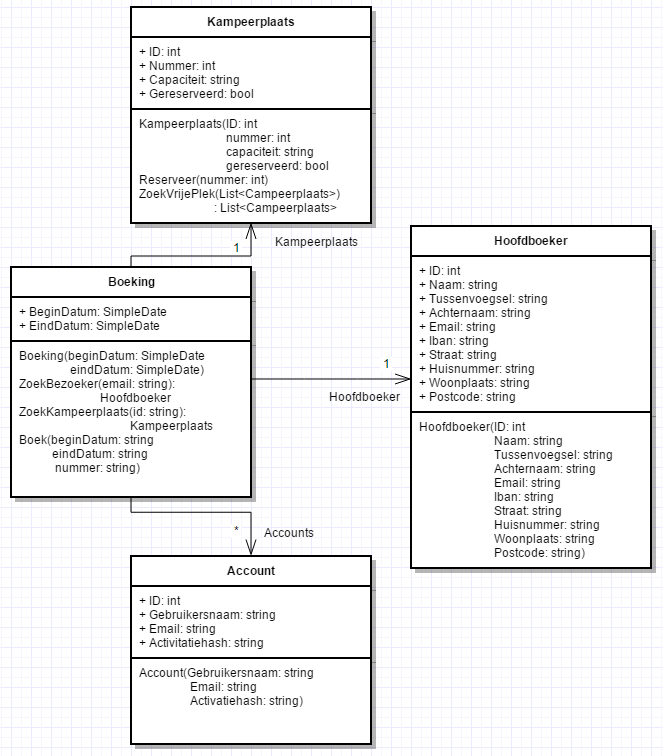 Kampeerplaats
+ ID: int
+ Nummer: int
+ Capaciteit: string
+ Gereserveerd: bool
Kampeerplaats(ID: int
nummer: int
capaciteit: string
gereserveerd: bool
Reserveer(nummer: int)
ZoekVrijePlek(List<Campeerplaats>)
: List<Campeerplaats>
1
Kampeerplaats
Boeking
+ BeginDatum: SimpleDate
+ EindDatum: SimpleDate
Boeking(beginDatum: SimpleDate
eindDatum: SimpleDate)
ZoekBezoeker(email: string):
Hoofdboeker
ZoekKampeerplaats(id: string):
Kampeerplaats
Boek(beginDatum: string
eindDatum: string
nummer: string)
1
Hoofdboeker
Hoofdboeker
+ ID: int
+ Naam: string
+ Tussenvoegsel: string
+ Achternaam: string
+ Email: string
+ Iban: string
+ Straat: string
+ Huisnummer: string
+ Woonplaats: string
+ Postcode: string
Hoofdboeker(ID: int
Naam: string
Tussenvoegsel: string
Achternaam: string
Email: string
Iban: string
Straat: string
Huisnummer: string
Woonplaats: string
Postcode: string)
*
Accounts
Account
+ ID: int
+ Gebruikersnaam: string
+ Email: string
+ Activitatiehash: string
Account(Gebruikersnaam: string
Email: string
Activatiehash: string)